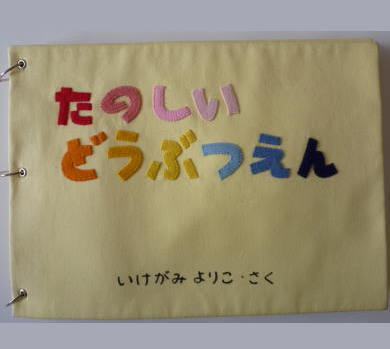 たのしい
どうぶつえん
いけがみ よりこ・さく